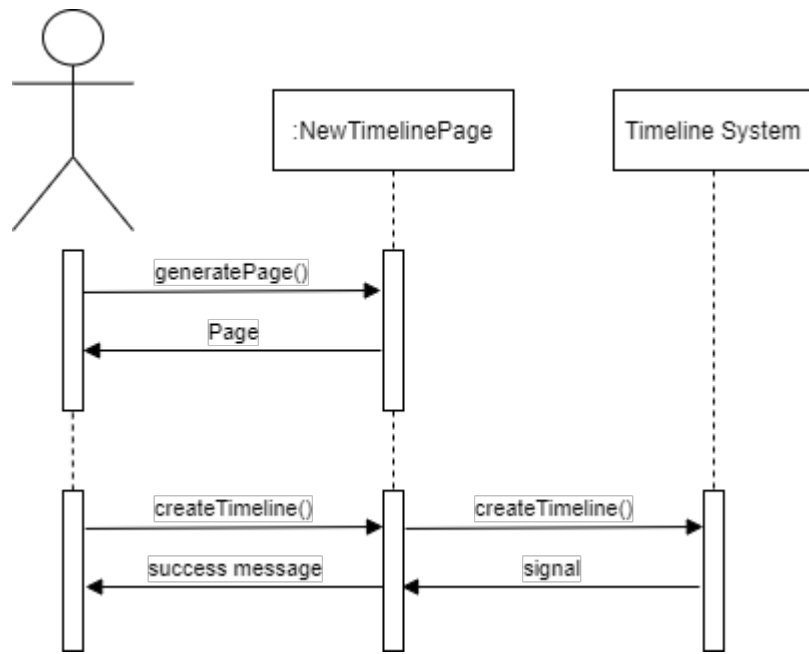 :NewTimelinePage
Timeline System
generatePage()
Page
createTimeline()
createTimeline()
success message
signal